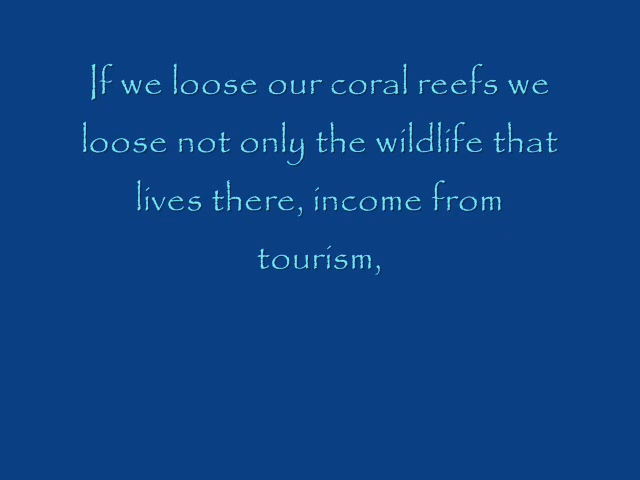 If we loose our coral reefs we
loose not only the wildlife that
lives there, income from
tourism,